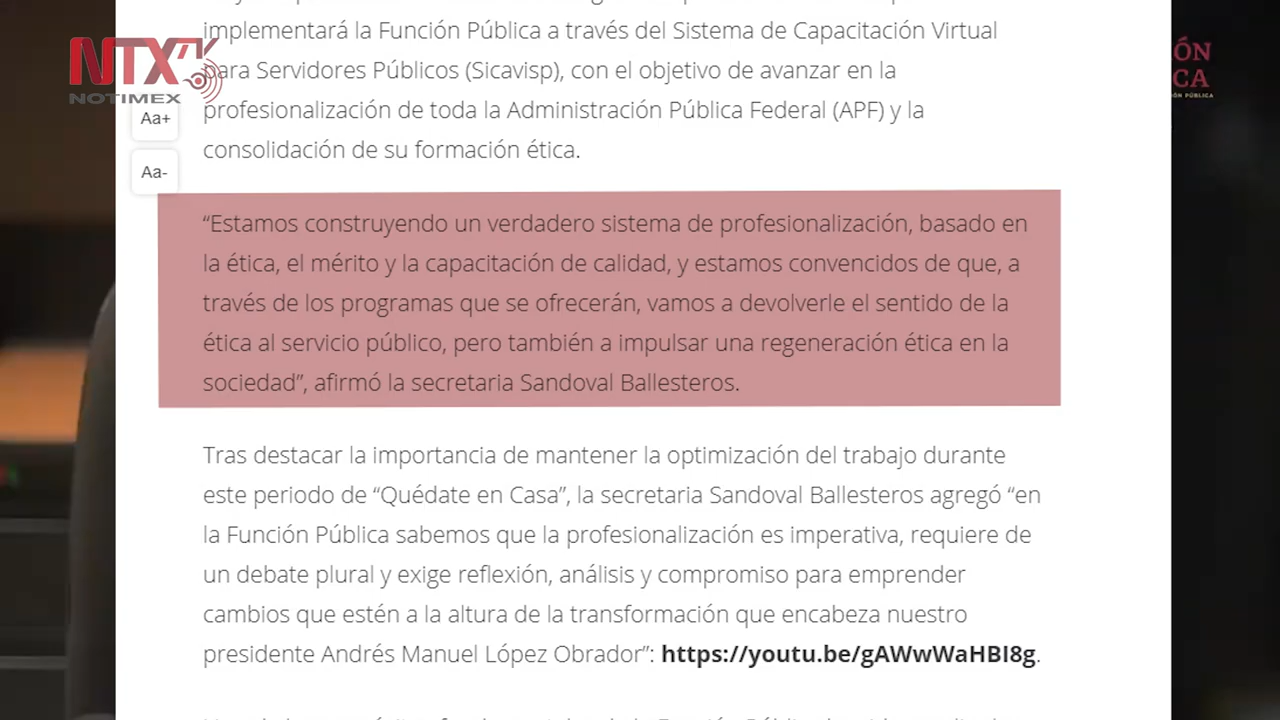 implementará la Función Pública a través del Sistema de Capacitación Virtual
NTXTV
ÓN
para Servidores Públicos (Sicavisp), con el objetivo de avanzar en la
CA
NOTIMEX
ÓN PÚBLICA
profesionalización de toda la Administración Pública Federal (APF) y la
Aa+
consolidación de su formación ética.
Aa-
“Estamos construyendo un verdadero sistema de profesionalización, basado en
la ética, el mérito y la capacitación de calidad, y estamos convencidos de que, a
través de los programas que se ofrecerán, vamos a devolverle el sentido de la
ética al servicio público, pero también a impulsar una regeneración ética en la
sociedad”, afirmó la secretaria Sandoval Ballesteros.
Tras destacar la importancia de mantener la optimización del trabajo durante
este periodo de “Quédate en Casa”, la secretaria Sandoval Ballesteros agregó “en
la Función Pública sabemos que la profesionalización es imperativa, requiere de
un debate plural y exige reflexión, análisis y compromiso para emprender
cambios que estén a la altura de la transformación que encabeza nuestro
presidente Andrés Manuel López Obrador”: https://youtu.be/gAWwWaHBI8g.